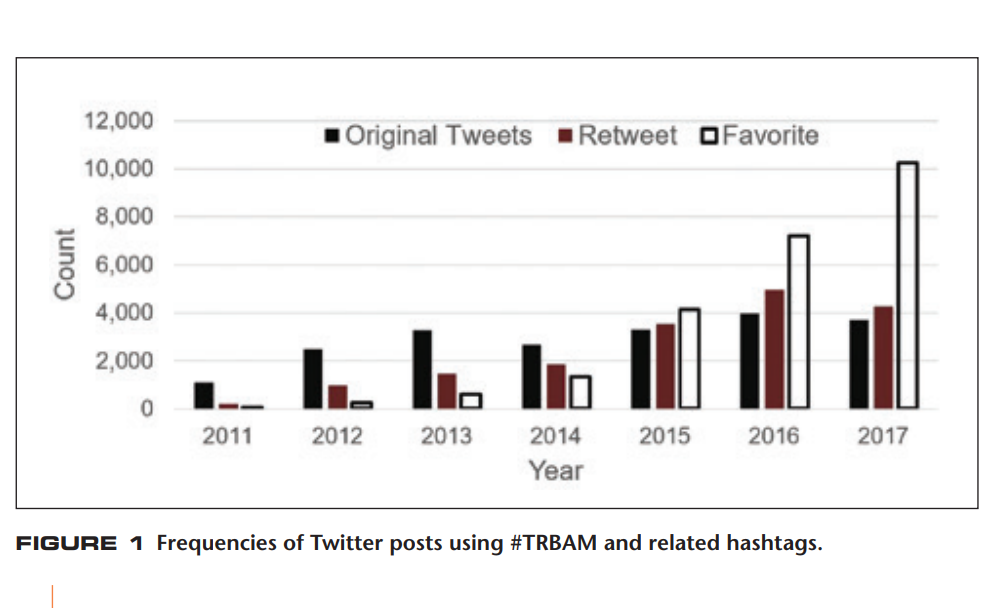 12,000
Original Tweets Retweet Favorite
10,000
8,000
6,000
4,000
2,000
0
Count
2011 2012 2013 2014 2015 2016 2017
Year
FIGURE 1 Frequencies of Twitter posts using #TRBAM and related hashtags.